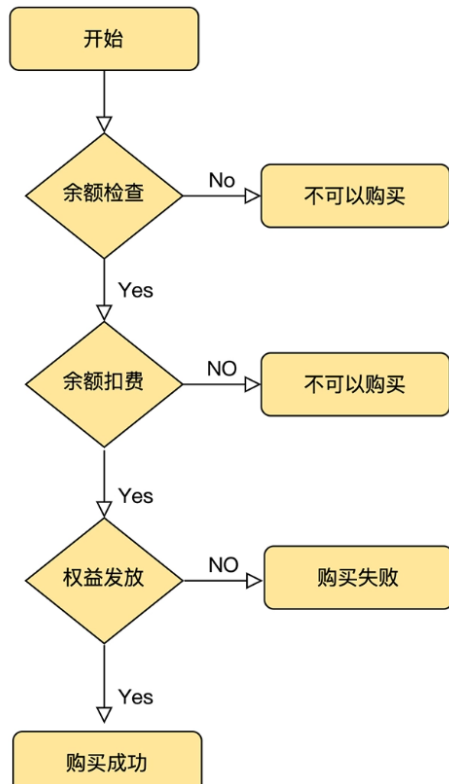 开始
余额检查
No
不可以购买
Yes
余额扣费
NO
不可以购买
Yes
权益发放
NO
购买失败
Yes
购买成功